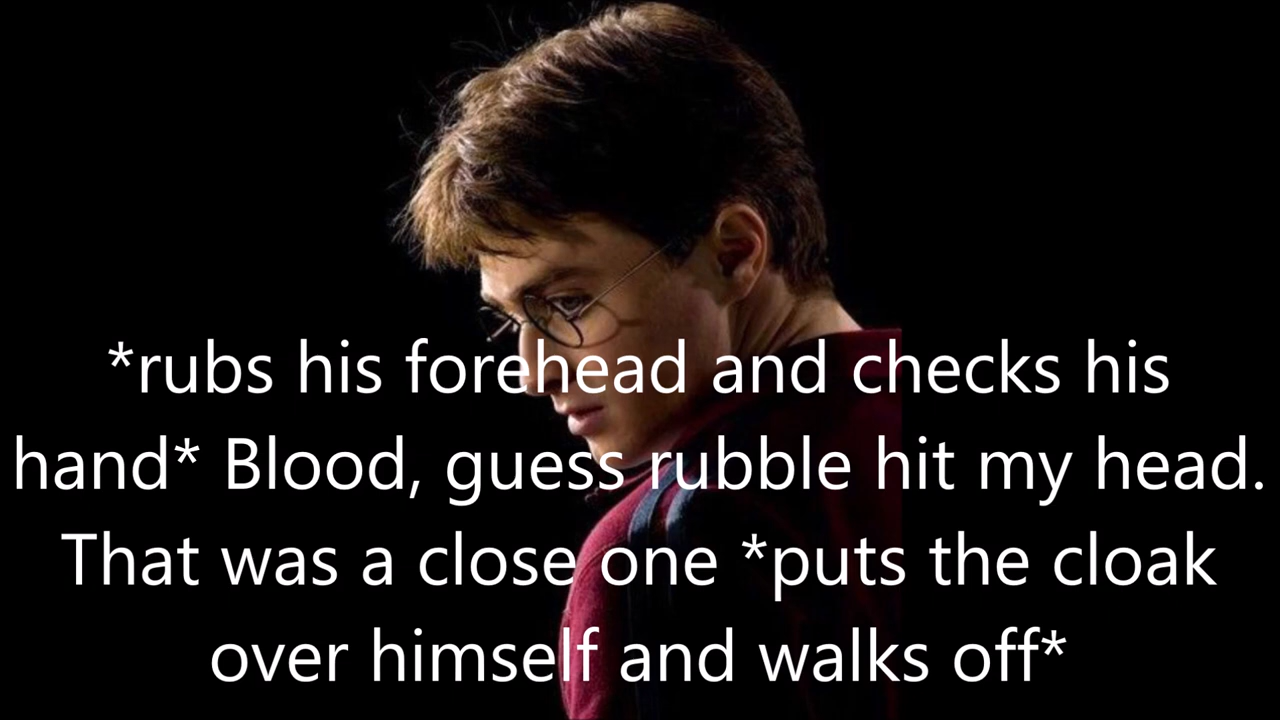 *rubs his forehead and checks his
hand* Blood, guess rubble hit my head.
That was a close one *puts the cloak
over himself and walks off*